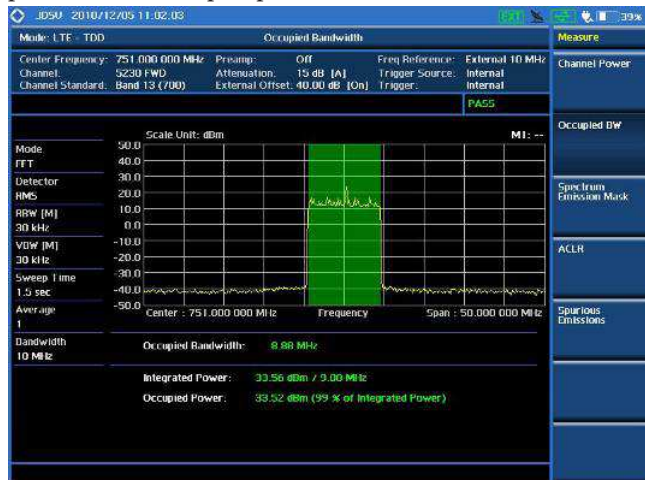 JDSU 2010/12/05 11:02:03 EXT 39%
Mode: LTE - TDD Occupied Bandwidth Measure
Center Frequency: 751.000 000 MHz Preamp: Off Freq Reference: External 10 MHz
Channel: 5230 FWD Attenuation: 15 dB [A] Trigger Source: Internal
Channel Standard: Band 13 (700) External Offset: 40.00 dB [On] Trigger: Internal
PASS
Channel Power
Occupied BW
Spectrum
Emission Mask
ACLR
Spurious
Emissions
Scale Unit: dBm M1: --
Mode
FFT
Detector
RMS
RBW [M]
30 kHz
VBW [M]
30 kHz
Sweep Time
1.5 sec
Average
1
Bandwidth
10 MHz
50.0
40.0
30.0
20.0
10.0
0.0
-10.0
-20.0
-30.0
-40.0
-50.0
Center : 751.000 000 MHz Frequency Span : 50.000 000 MHz
Occupied Bandwidth: 8.88 MHz
Integrated Power: 33.56 dBm / 9.00 MHz
Occupied Power: 33.52 dBm (99 % of Integrated Power)